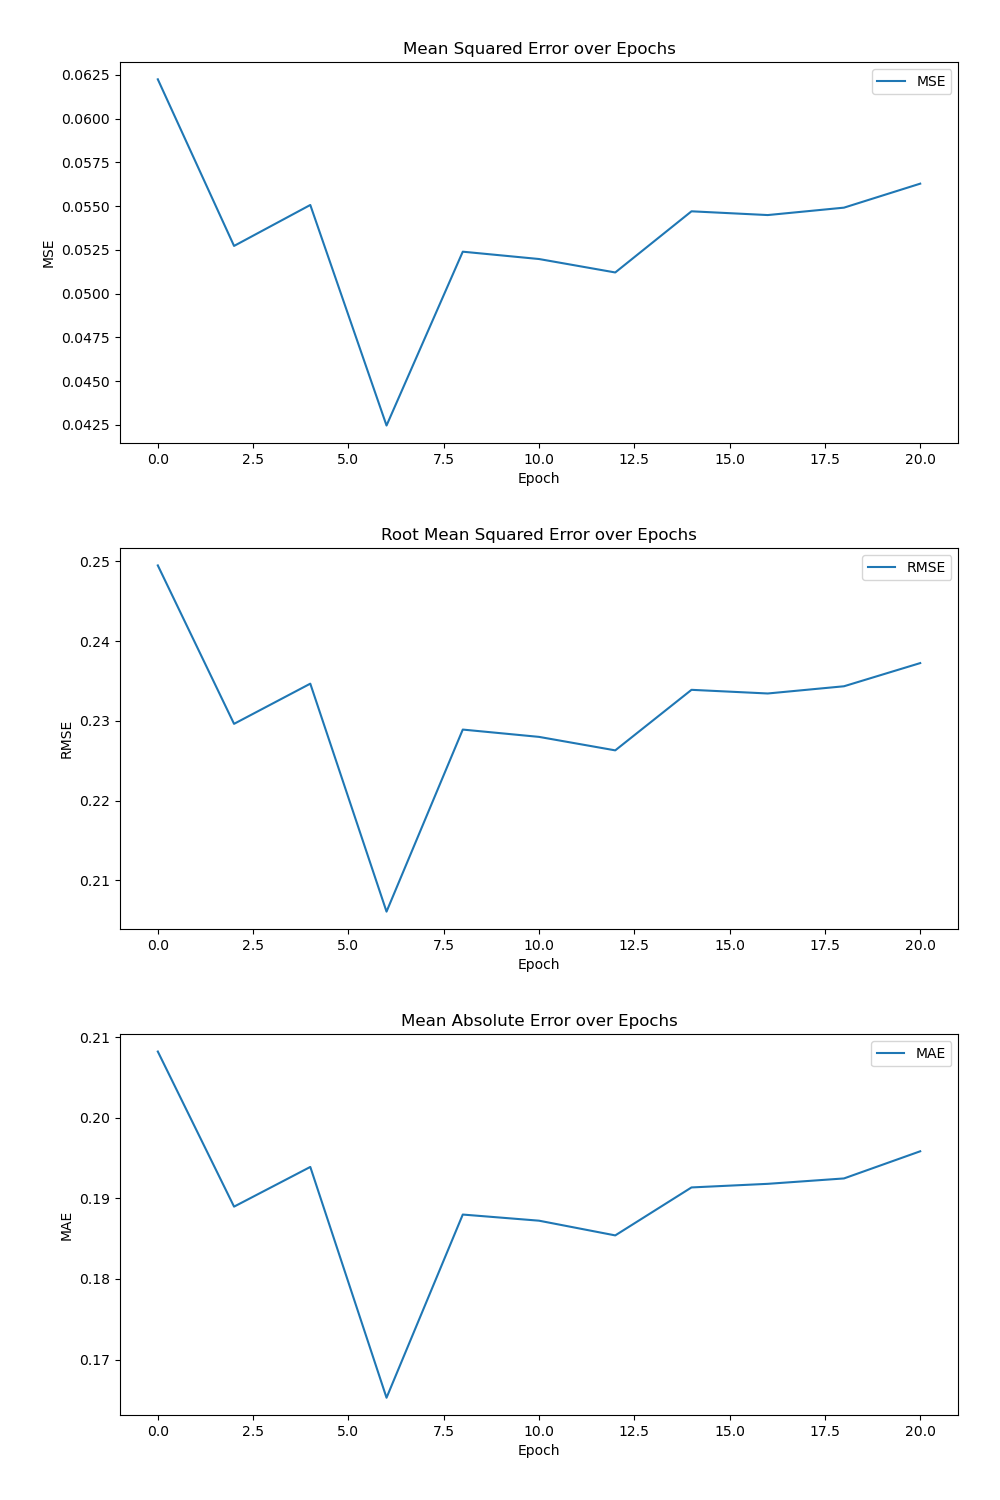 Mean Squared Error over Epochs
MSE
0.0625
0.0600
0.0575
0.0550
0.0525
0.0500
0.0475
0.0450
0.0425
MSE
0.0 2.5 5.0 7.5 10.0 12.5 15.0 17.5 20.0
Epoch
Root Mean Squared Error over Epochs
RMSE
0.25
0.24
0.23
0.22
0.21
RMSE
0.0 2.5 5.0 7.5 10.0 12.5 15.0 17.5 20.0
Epoch
Mean Absolute Error over Epochs
MAE
0.21
0.20
0.19
0.18
0.17
MAE
0.0 2.5 5.0 7.5 10.0 12.5 15.0 17.5 20.0
Epoch